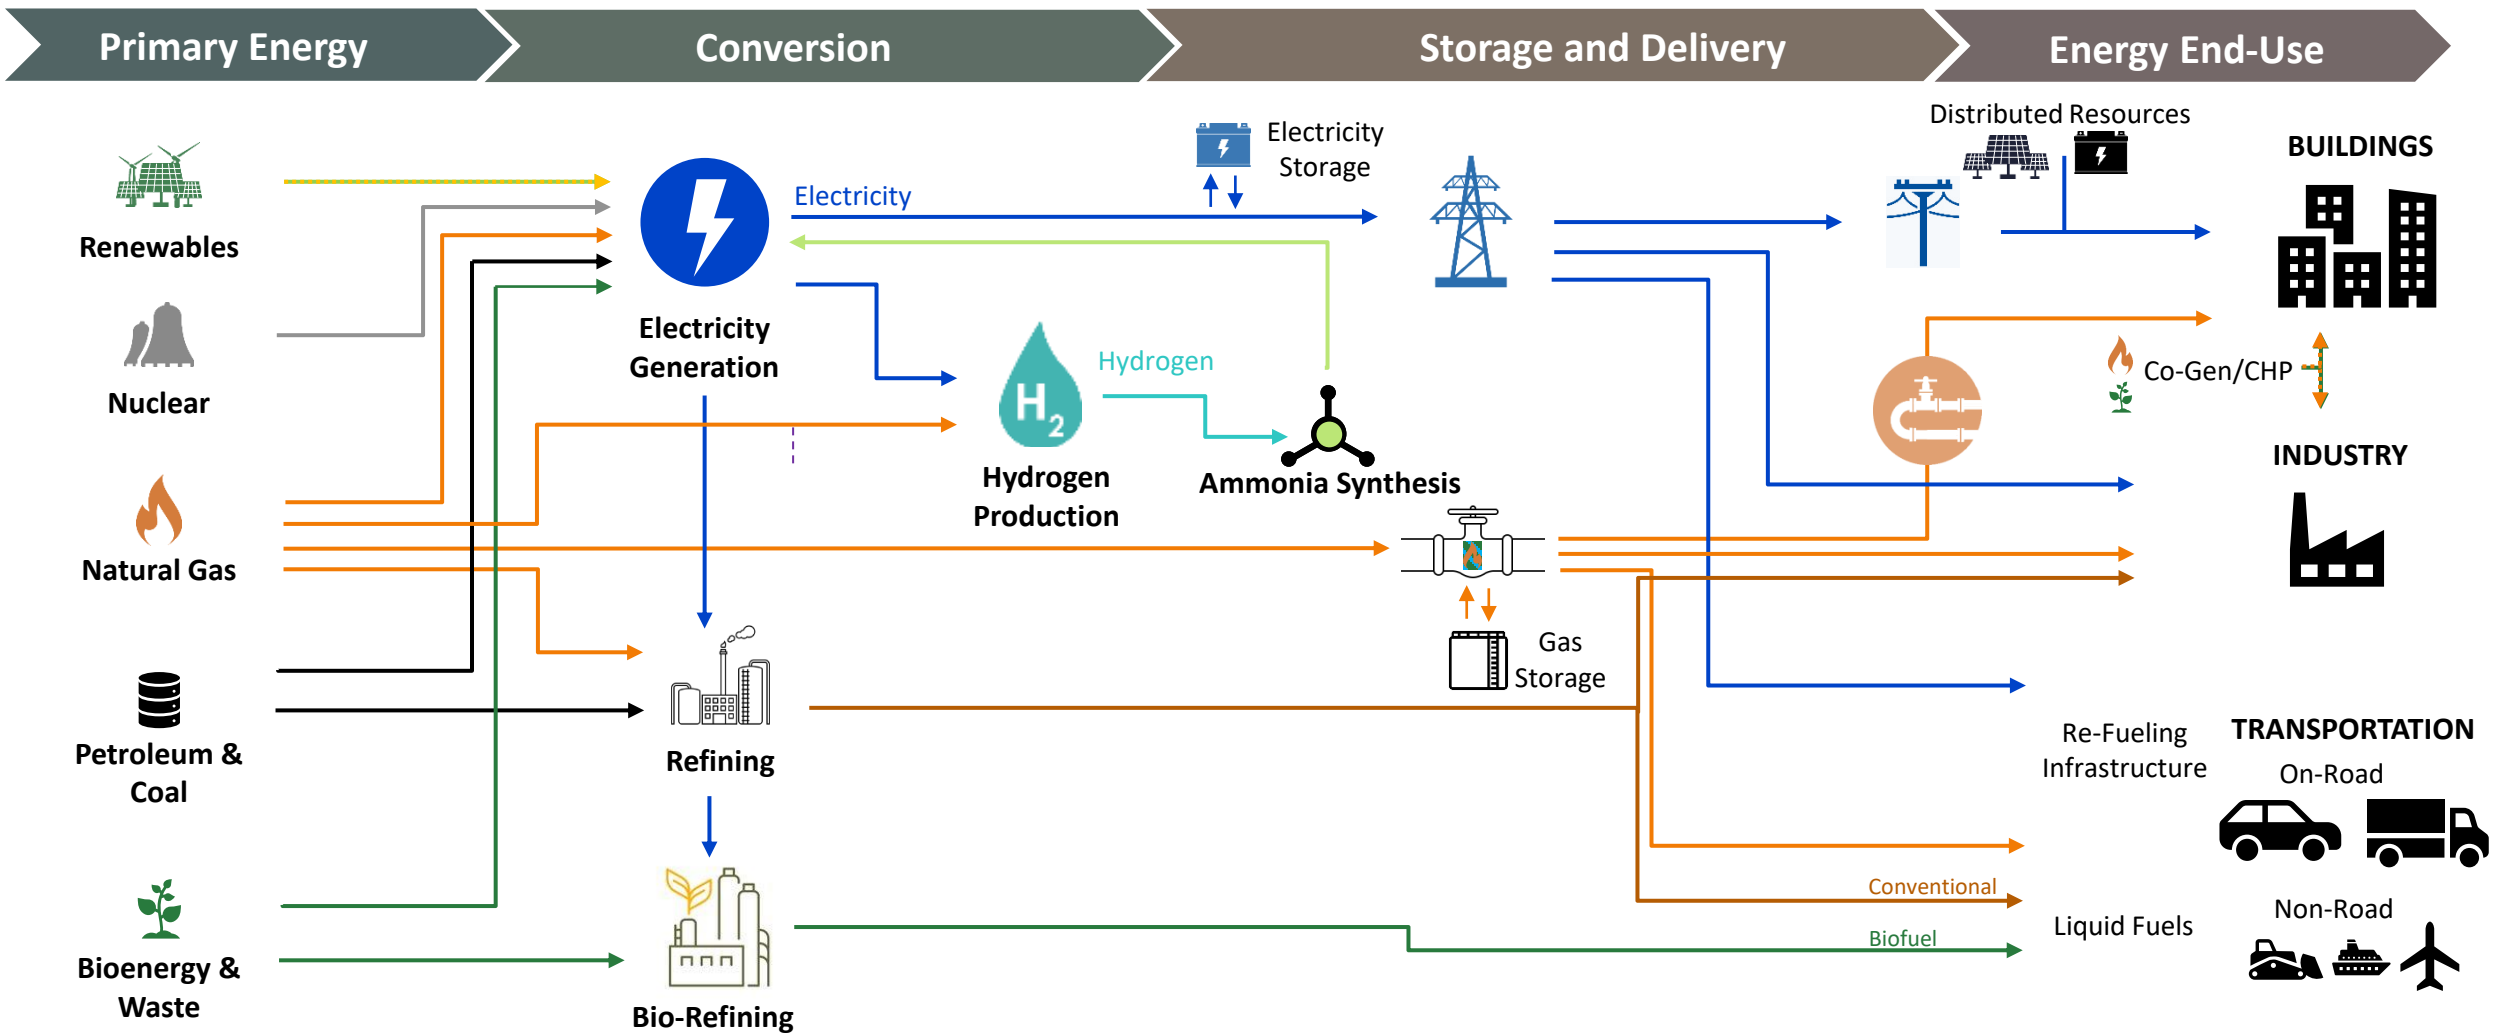 Primary Energy
Conversion
Storage and Delivery
Energy End-Use
Renewables
Nuclear
Natural Gas
Petroleum &
Coal
Bioenergy &
Waste
Electricity
Electricity
Generation
Hydrogen
H2
Hydrogen
Production
Ammonia Synthesis
Refining
Bio-Refining
Electricity
Storage
Gas
Storage
Distributed Resources
BUILDINGS
Co-Gen/CHP
INDUSTRY
Re-Fueling
Infrastructure
TRANSPORTATION
On-Road
Conventional
Liquid Fuels
Biofuel
Non-Road